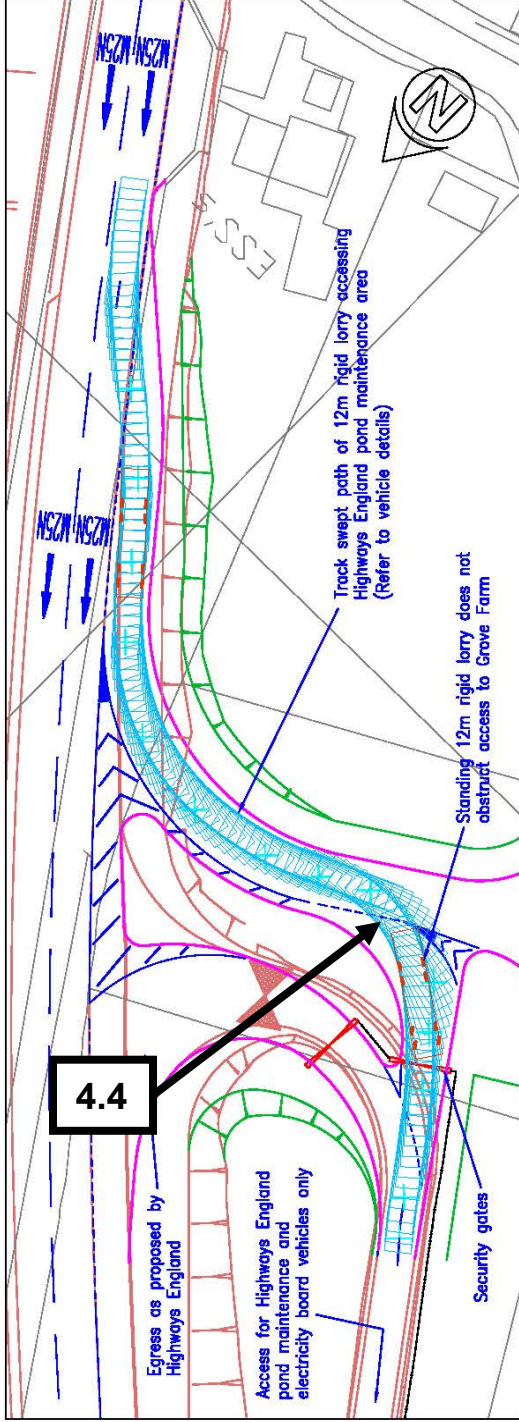 M25N M25N
M25N M25N
N
ESS's
Track swept path of 12m rigid lorry accessing
Highways England pond maintenance area
(Refer to vehicle details)
Standing 12m rigid lorry does not
obstruct access to Grove Farm
4.4
Egress as proposed by
Highways England
Access for Highways England
pond maintenance and
electricity board vehicles only
Security gates